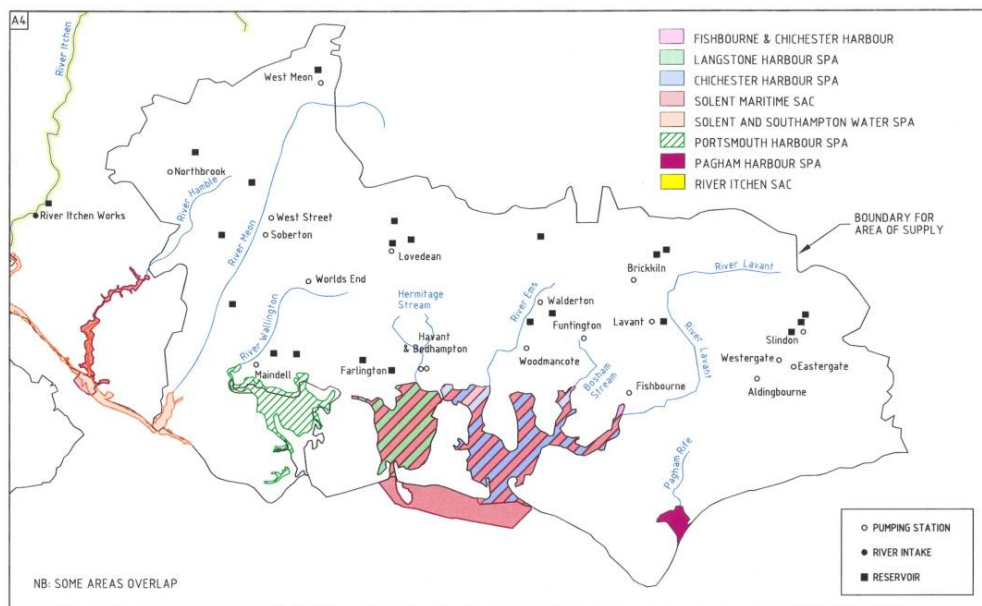 A4
River Itchen
West Meon
Northbrook
River Hamble
River Itchen Works
River Meon
West Street
Soberton
Lovedean
Worlds End
Hermitage
Stream
River Wallington
Havant
& Bedhampton
Maindell
Farlington
River Ems
Walderton
Funtington
Woodmancote
Bosham
Stream
Brickkiln
River Lavant
Lavant
River Lavant
Fishbourne
Slindon
Westergate
Eastergate
Aldingbourne
Pagham Rife
BOUNDARY FOR
AREA OF SUPPLY
FISHBOURNE & CHICHESTER HARBOUR
LANGSTONE HARBOUR SPA
CHICHESTER HARBOUR SPA
SOLENT MARITIME SAC
SOLENT AND SOUTHAMPTON WATER SPA
PORTSMOUTH HARBOUR SPA
PAGHAM HARBOUR SPA
RIVER ITCHEN SAC
PUMPING STATION
RIVER INTAKE
RESERVOIR
NB: SOME AREAS OVERLAP